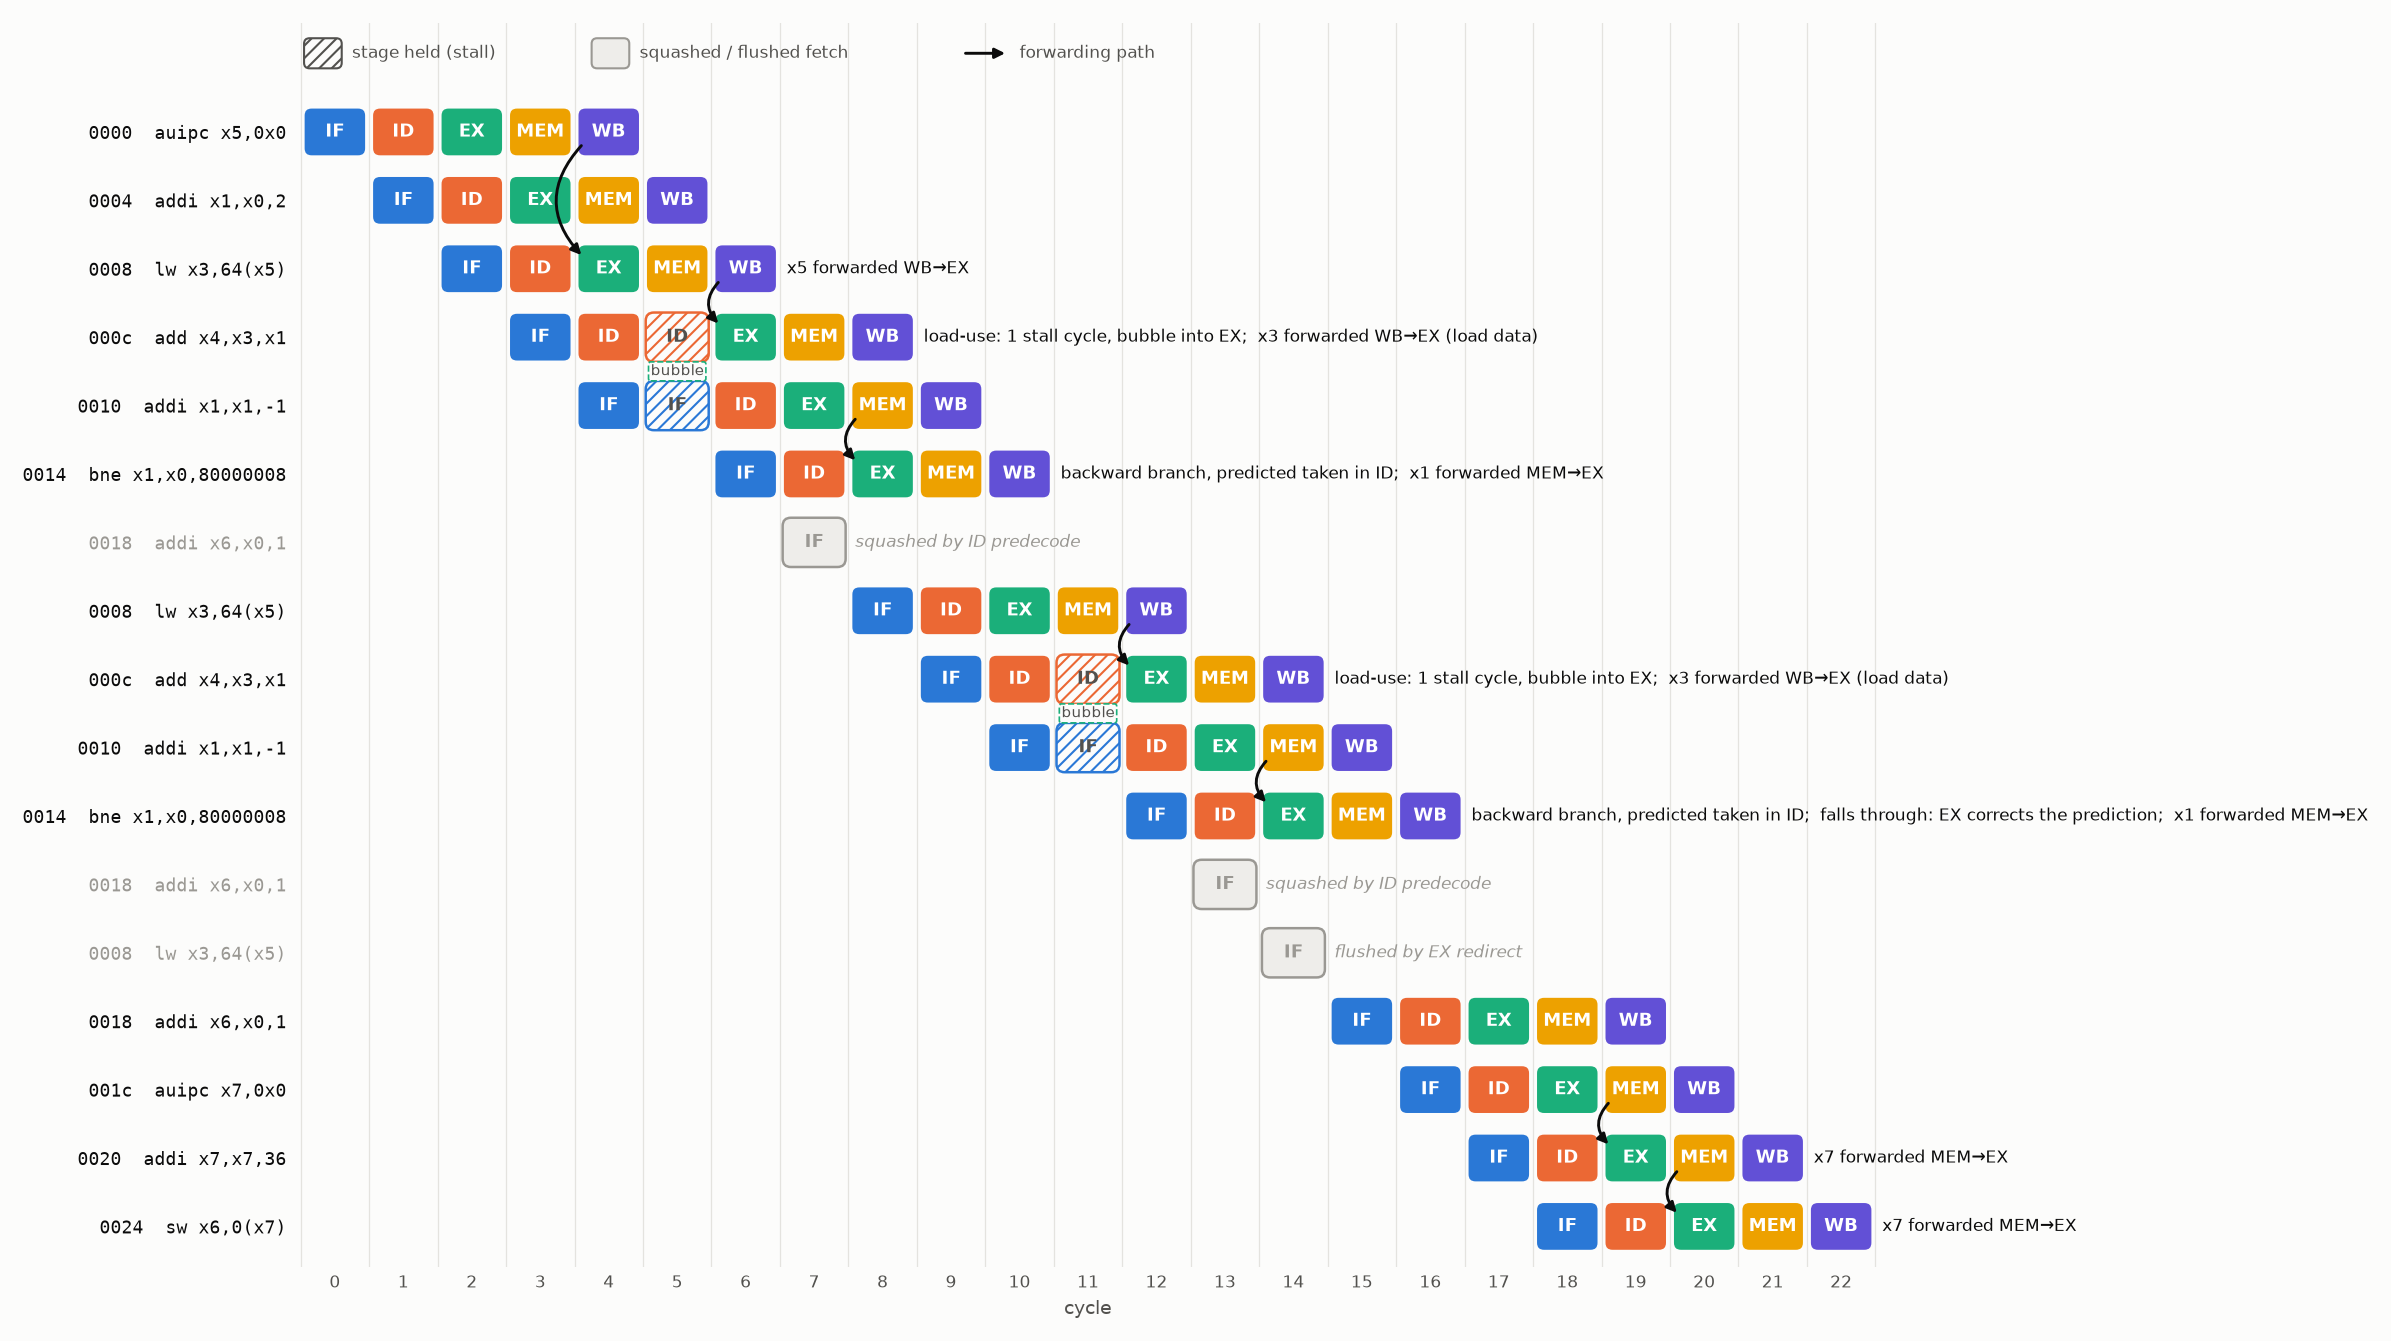 stage held (stall) squashed / flushed fetch forwarding path
0000 auipc x5,0x0 IF ID EX MEM WB
0004 addi x1,x0,2 IF ID EX MEM WB
0008 lw x3,64(x5) IF ID EX MEM WB x5 forwarded WB→EX
000c add x4,x3,x1 IF ID ID EX MEM WB load-use: 1 stall cycle, bubble into EX; x3 forwarded WB→EX (load data)
bubble
0010 addi x1,x1,-1 IF IF ID EX MEM WB
0014 bne x1,x0,80000008 IF ID EX MEM WB backward branch, predicted taken in ID; x1 forwarded MEM→EX
0018 addi x6,x0,1 IF squashed by ID predecode
0008 lw x3,64(x5) IF ID EX MEM WB
000c add x4,x3,x1 IF ID ID EX MEM WB load-use: 1 stall cycle, bubble into EX; x3 forwarded WB→EX (load data)
bubble
0010 addi x1,x1,-1 IF IF ID EX MEM WB
0014 bne x1,x0,80000008 IF ID EX MEM WB backward branch, predicted taken in ID; falls through: EX corrects the prediction; x1 forwarded MEM→EX
0018 addi x6,x0,1 IF squashed by ID predecode
0008 lw x3,64(x5) IF flushed by EX redirect
0018 addi x6,x0,1 IF ID EX MEM WB
001c auipc x7,0x0 IF ID EX MEM WB
0020 addi x7,x7,36 IF ID EX MEM WB x7 forwarded MEM→EX
0024 sw x6,0(x7) IF ID EX MEM WB x7 forwarded MEM→EX
0 1 2 3 4 5 6 7 8 9 10 11 12 13 14 15 16 17 18 19 20 21 22
cycle